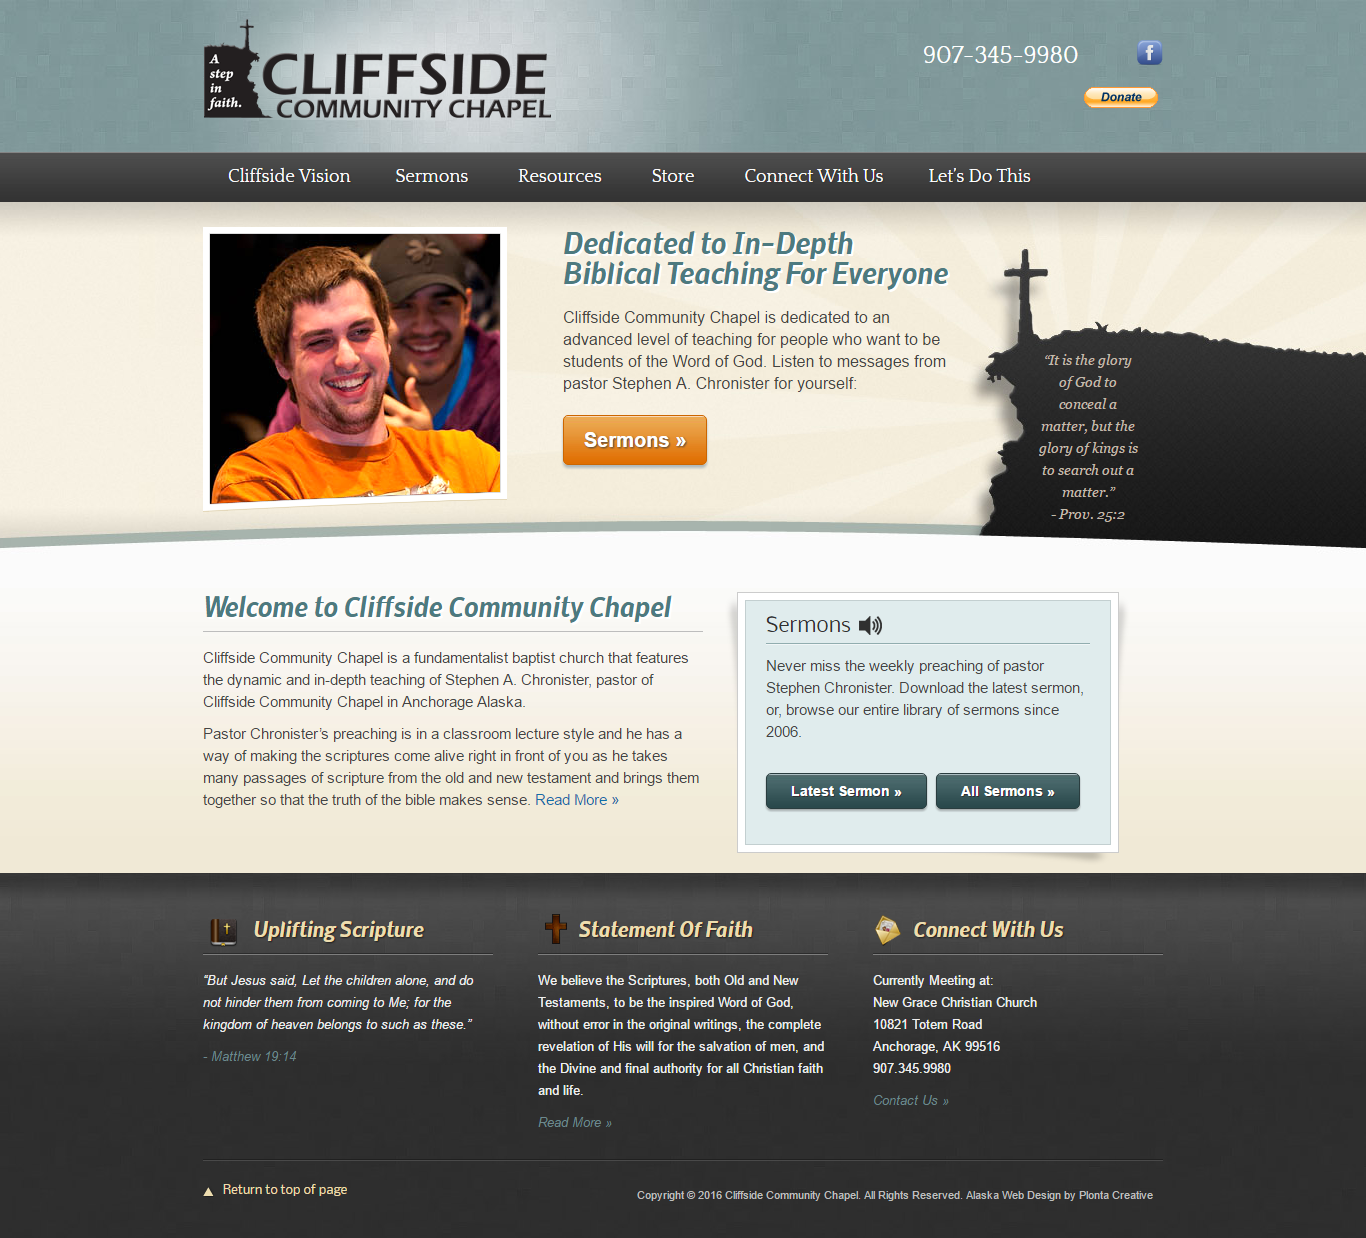 A
step
in
faith.
CLIFFSIDE
COMMUNITY CHAPEL
907-345-9980
f
Donate
Cliffside Vision
Sermons
Resources
Store
Connect With Us
Let's Do This
Dedicated to In-Depth
Biblical Teaching For Everyone
Cliffside Community Chapel is dedicated to an
advanced level of teaching for people who want to be
students of the Word of God. Listen to messages from
pastor Stephen A. Chronister for yourself:
Sermons »
“It is the glory
of God to
conceal a
matter, but the
glory of kings is
to search out a
matter.”
- Prov. 25:2
Welcome to Cliffside Community Chapel
Cliffside Community Chapel is a fundamentalist baptist church that features
the dynamic and in-depth teaching of Stephen A. Chronister, pastor of
Cliffside Community Chapel in Anchorage Alaska.
Pastor Chronister’s preaching is in a classroom lecture style and he has a
way of making the scriptures come alive right in front of you as he takes
many passages of scripture from the old and new testament and brings them
together so that the truth of the bible makes sense. Read More »
Sermons
Never miss the weekly preaching of pastor
Stephen Chronister. Download the latest sermon,
or, browse our entire library of sermons since
2006.
Latest Sermon »
All Sermons »
Uplifting Scripture
“But Jesus said, Let the children alone, and do
not hinder them from coming to Me; for the
kingdom of heaven belongs to such as these.”
- Matthew 19:14
Statement Of Faith
We believe the Scriptures, both Old and New
Testaments, to be the inspired Word of God,
without error in the original writings, the complete
revelation of His will for the salvation of men, and
the Divine and final authority for all Christian faith
and life.
Read More »
Connect With Us
Currently Meeting at:
New Grace Christian Church
10821 Totem Road
Anchorage, AK 99516
907.345.9980
Contact Us »
Return to top of page
Copyright © 2016 Cliffside Community Chapel. All Rights Reserved. Alaska Web Design by Plonta Creative